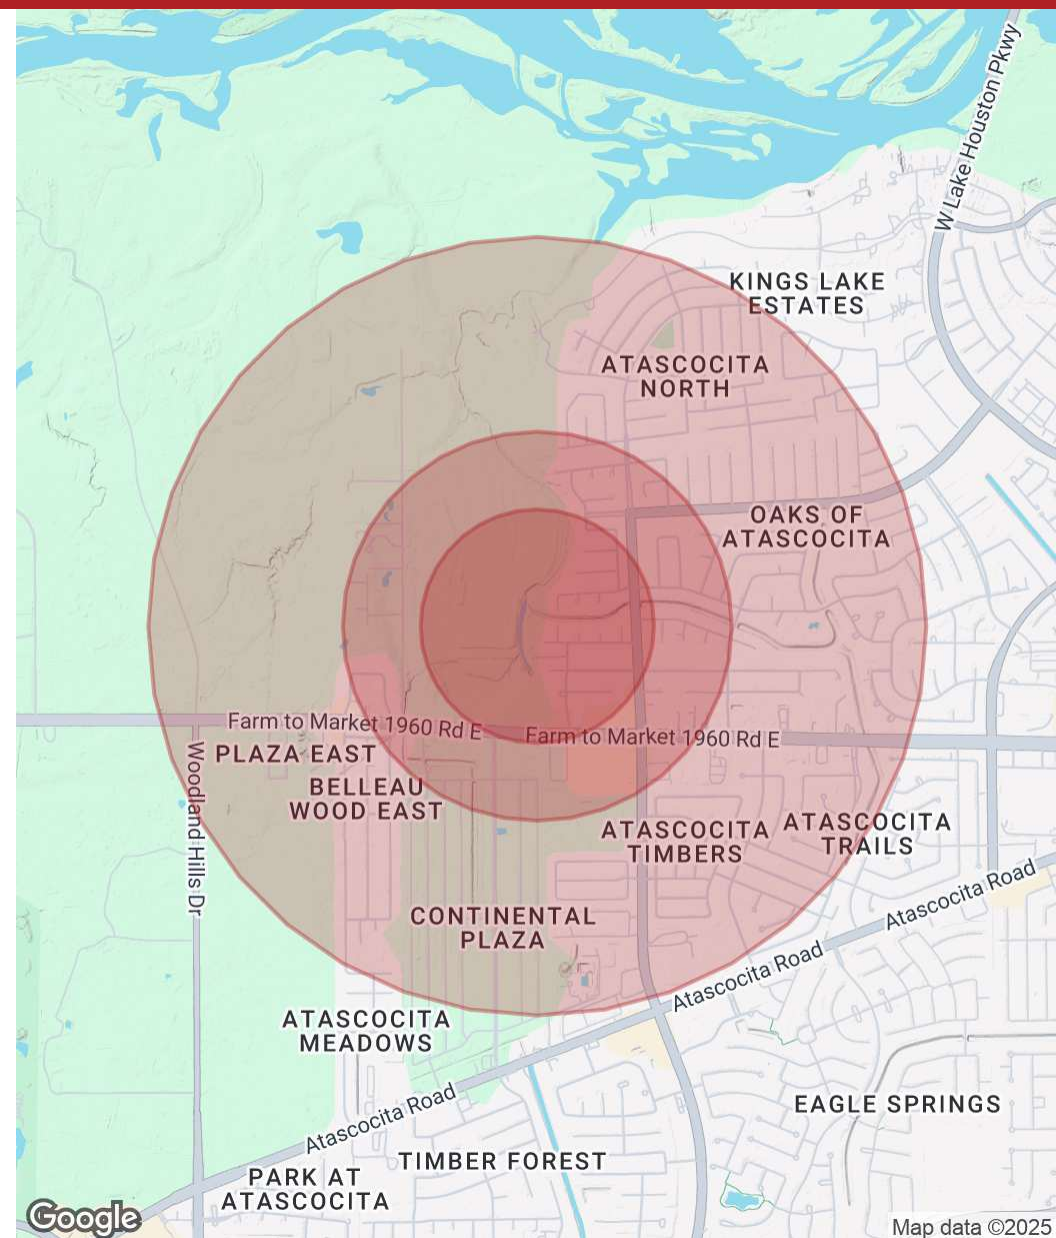 W Lake Houston Pkwy
KINGS LAKE
ESTATES
ATASCOCITA
NORTH
OAKS OF
ATASCOCITA
Farm to Market 1960 Rd E
Farm to Market 1960 Rd E
PLAZA EAST
Woodland Hills Dr
BELLEAU
WOOD EAST
ATASCOCITA
TIMBERS
ATASCOCITA
TRAILS
Atascocita Road
CONTINENTAL
PLAZA
Atascocita Road
ATASCOCITA
MEADOWS
Atascocita Road
EAGLE SPRINGS
TIMBER FOREST
PARK AT
ATASCOCITA
Google
Map data ©2025